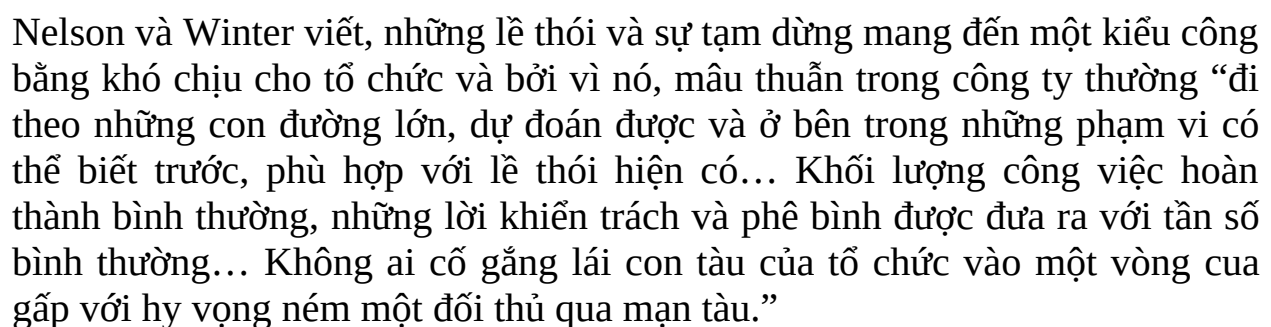 Nelson và Winter viết, những lề thói và sự tạm dừng mang đến một kiểu công
bằng khó chịu cho tổ chức và bởi vì nó, mâu thuẫn trong công ty thường “đi
theo những con đường lớn, dự đoán được và ở bên trong những phạm vi có
thể biết trước, phù hợp với lề thói hiện có… Khối lượng công việc hoàn
thành bình thường, những lời khiển trách và phê bình được đưa ra với tần số
bình thường… Không ai cố gắng lái con tàu của tổ chức vào một vòng cua
gấp với hy vọng ném một đối thủ qua mạn tàu.”